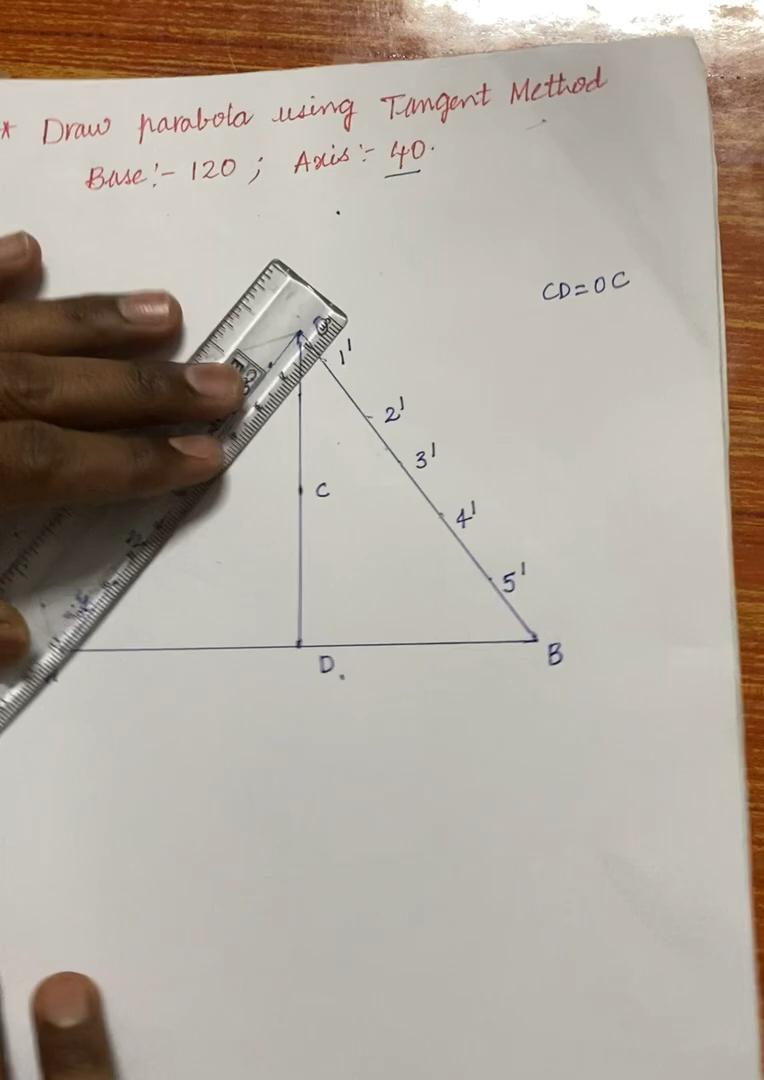 * Draw parabola using Tangent Method
Base:- 120 ; Axis:- 40.
CD=OC
1'
2'
3'
C
4'
5'
D.
B